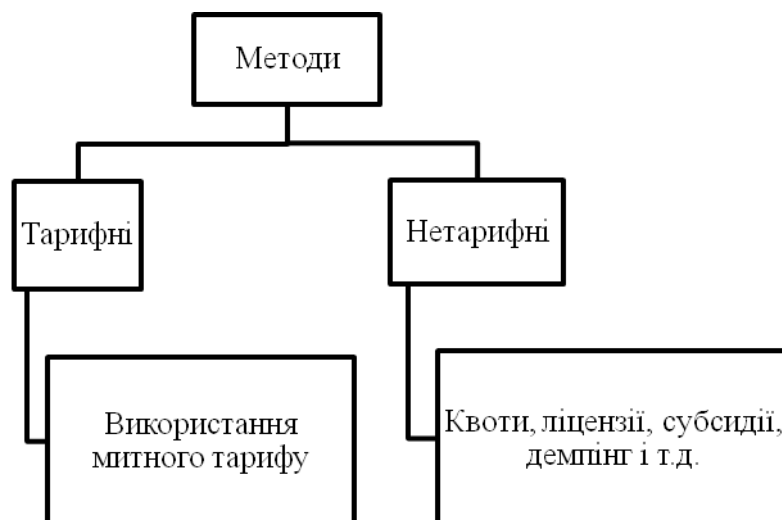 Методи
Тарифні
Нетарифні
Використання
митного тарифу
Квоти, ліцензії, субсидії,
демпінг і т.д.